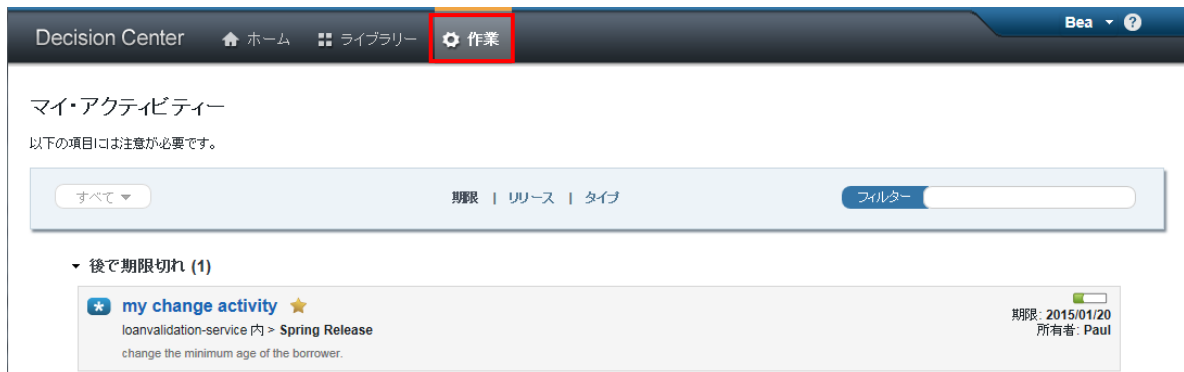 Decision Center ホーム ライブラリー 作業 Bea ?
マイ・アクティビティー
以下の項目には注意が必要です。
すべて 期限 | リリース | タイプ フィルター
後で期限切れ (1)
my change activity
loanvalidation-service 内 > Spring Release
change the minimum age of the borrower.
期限: 2015/01/20
所有者: Paul